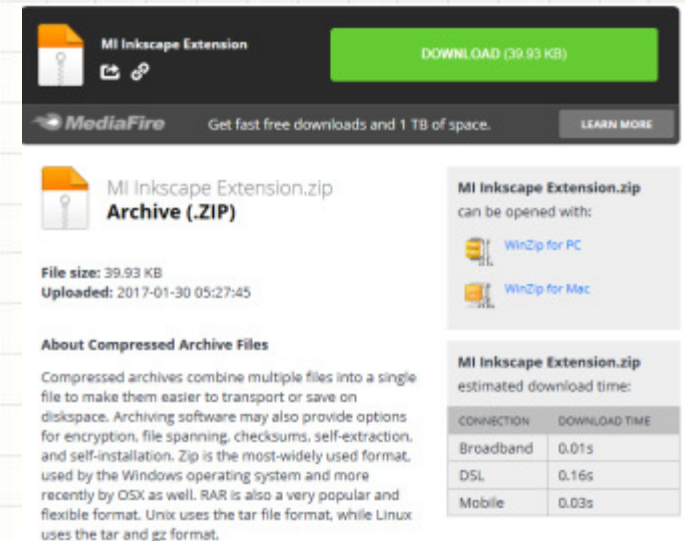 MI Inkscape Extension
DOWNLOAD (39.93 KB)
MediaFire
Get fast free downloads and 1 TB of space.
LEARN MORE
MI Inkscape Extension.zip
Archive (.ZIP)
File size: 39.93 KB
Uploaded: 2017-01-30 05:27:45
About Compressed Archive Files
Compressed archives combine multiple files into a single
file to make them easier to transport or save on
diskspace. Archiving software may also provide options
for encryption, file spanning, checksums, self-extraction,
and self-installation. Zip is the most-widely used format,
used by the Windows operating system and more
recently by OSX as well. RAR is also a very popular and
flexible format. Unix uses the tar file format, while Linux
uses the tar and gz format.
MI Inkscape Extension.zip
can be opened with:
WinZip for PC
WinZip for Mac
MI Inkscape Extension.zip
estimated download time:
CONNECTION DOWNLOAD TIME
Broadband 0.01s
DSL 0.16s
Mobile 0.03s